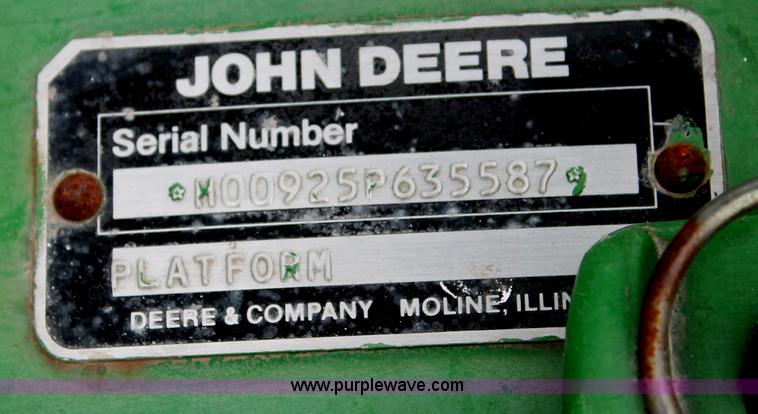 JOHN DEERE
Serial Number
*H00925P635587*
PLATFORM
DEERE & COMPANY MOLINE, ILLIN
www.purplewave.com